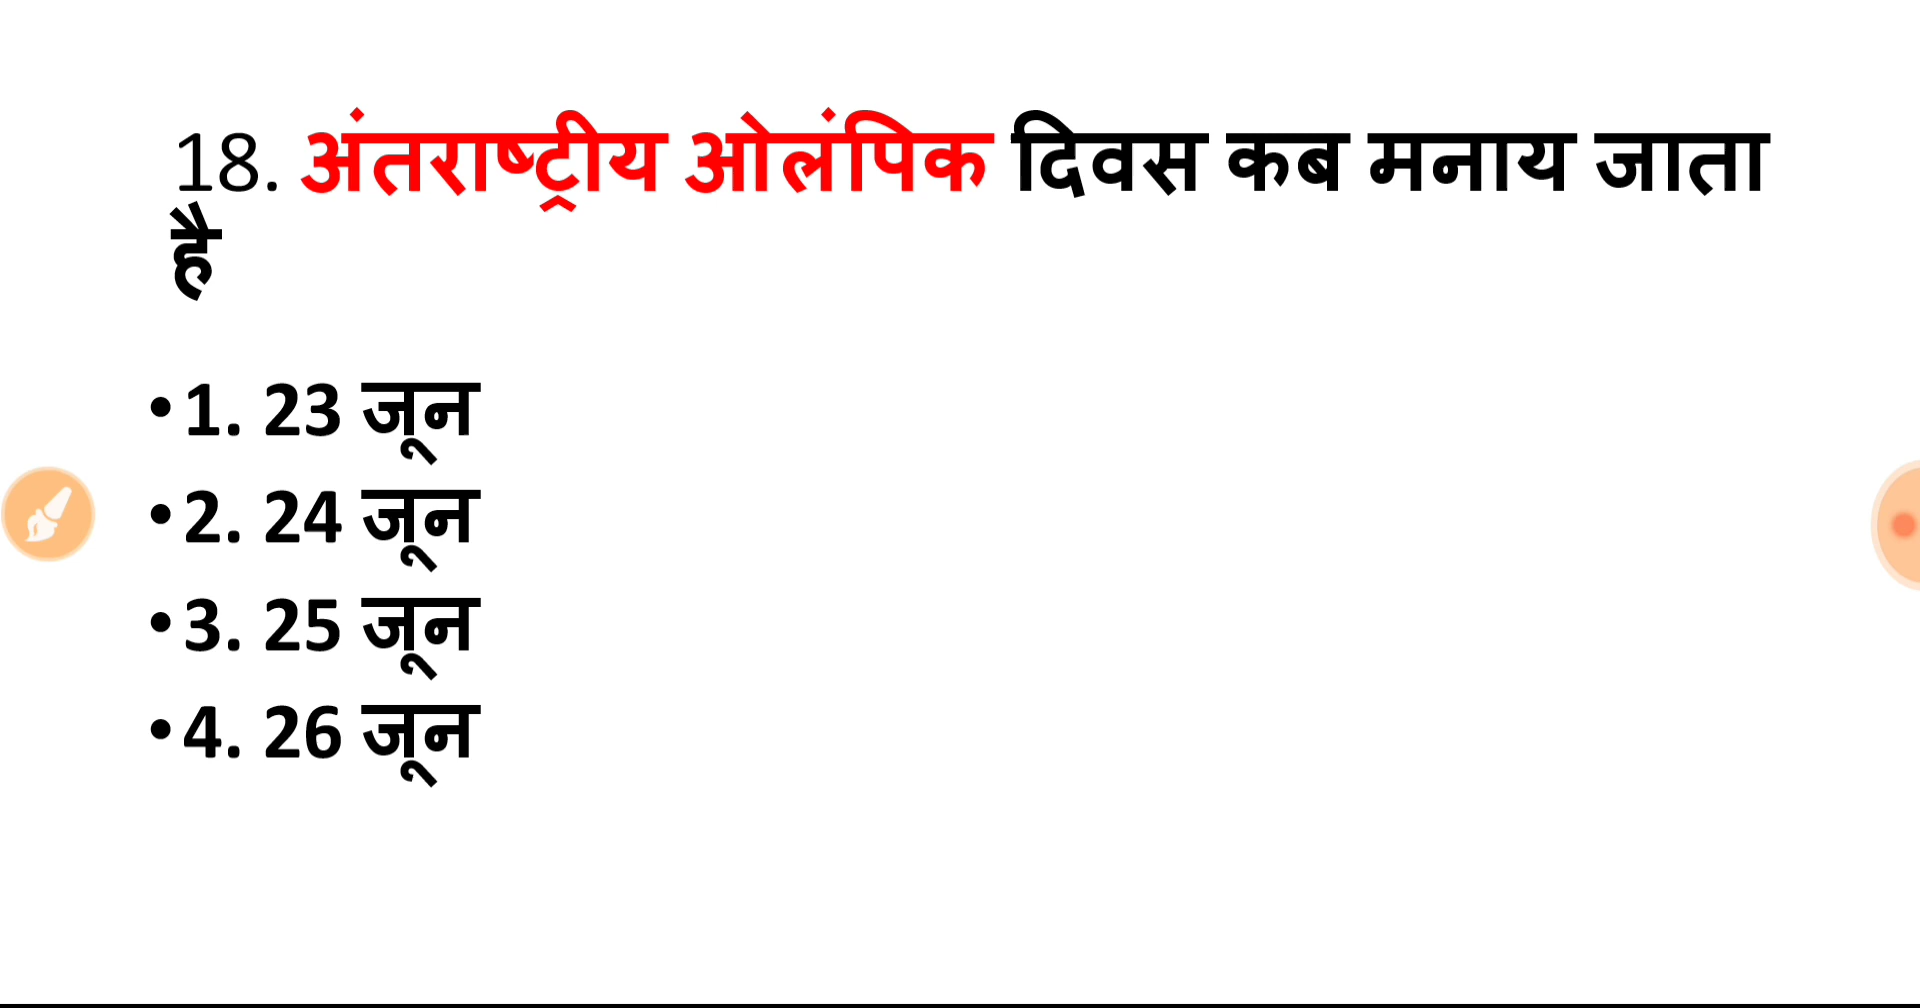 18. अंतराष्ट्रीय ओलंपिक दिवस कब मनाय जाता
है
•1. 23 जून
•2. 24 जून
•3. 25 जून
•4. 26 जून